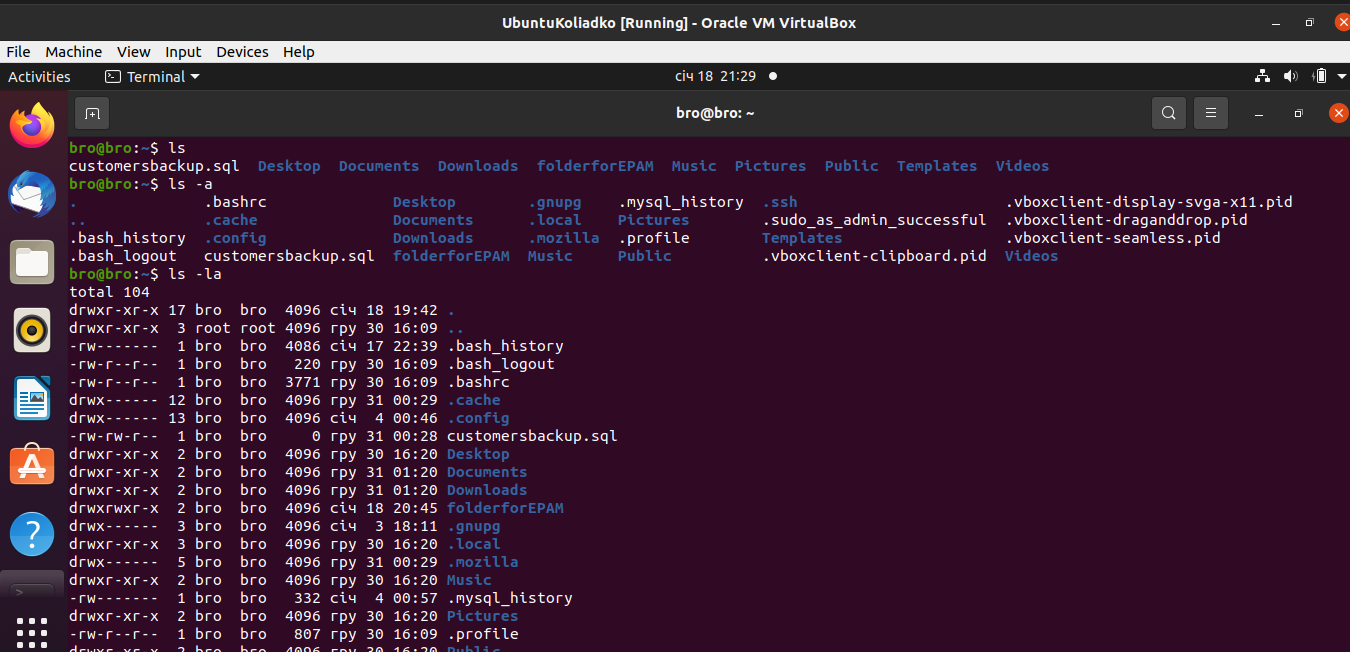 UbuntuKoliadko [Running] - Oracle VM VirtualBox
File Machine View Input Devices Help
Activities Terminal січ 18 21:29
bro@bro: ~
bro@bro:~$ ls
customersbackup.sql Desktop Documents Downloads folderforEPAM Music Pictures Public Templates Videos
bro@bro:~$ ls -a
. .bashrc Desktop .gnupg .mysql_history .ssh .vboxclient-display-svga-x11.pid
.. .cache Documents .local Pictures .sudo_as_admin_successful .vboxclient-draganddrop.pid
.bash_history .config Downloads .mozilla .profile Templates .vboxclient-seamless.pid
.bash_logout customersbackup.sql folderforEPAM Music Public .vboxclient-clipboard.pid Videos
bro@bro:~$ ls -la
total 104
drwxr-xr-x 17 bro bro 4096 січ 18 19:42 .
drwxr-xr-x 3 root root 4096 гру 30 16:09 ..
-rw------- 1 bro bro 4086 січ 17 22:39 .bash_history
-rw-r--r-- 1 bro bro 220 гру 30 16:09 .bash_logout
-rw-r--r-- 1 bro bro 3771 гру 30 16:09 .bashrc
drwx------ 12 bro bro 4096 гру 31 00:29 .cache
drwx------ 13 bro bro 4096 січ 4 00:46 .config
-rw-rw-r-- 1 bro bro 0 гру 31 00:28 customersbackup.sql
drwxr-xr-x 2 bro bro 4096 гру 30 16:20 Desktop
drwxr-xr-x 2 bro bro 4096 гру 31 01:20 Documents
drwxr-xr-x 2 bro bro 4096 гру 31 01:20 Downloads
drwxrwxr-x 2 bro bro 4096 січ 18 20:45 folderforEPAM
drwx------ 3 bro bro 4096 січ 3 18:11 .gnupg
drwxr-xr-x 3 bro bro 4096 гру 30 16:20 .local
drwx------ 5 bro bro 4096 гру 31 00:29 .mozilla
drwxr-xr-x 2 bro bro 4096 гру 30 16:20 Music
-rw------- 1 bro bro 332 січ 4 00:57 .mysql_history
drwxr-xr-x 2 bro bro 4096 гру 30 16:20 Pictures
-rw-r--r-- 1 bro bro 807 гру 30 16:09 .profile
drwxr-xr-x 2 bro bro 4096 гру 30 16:20 Public